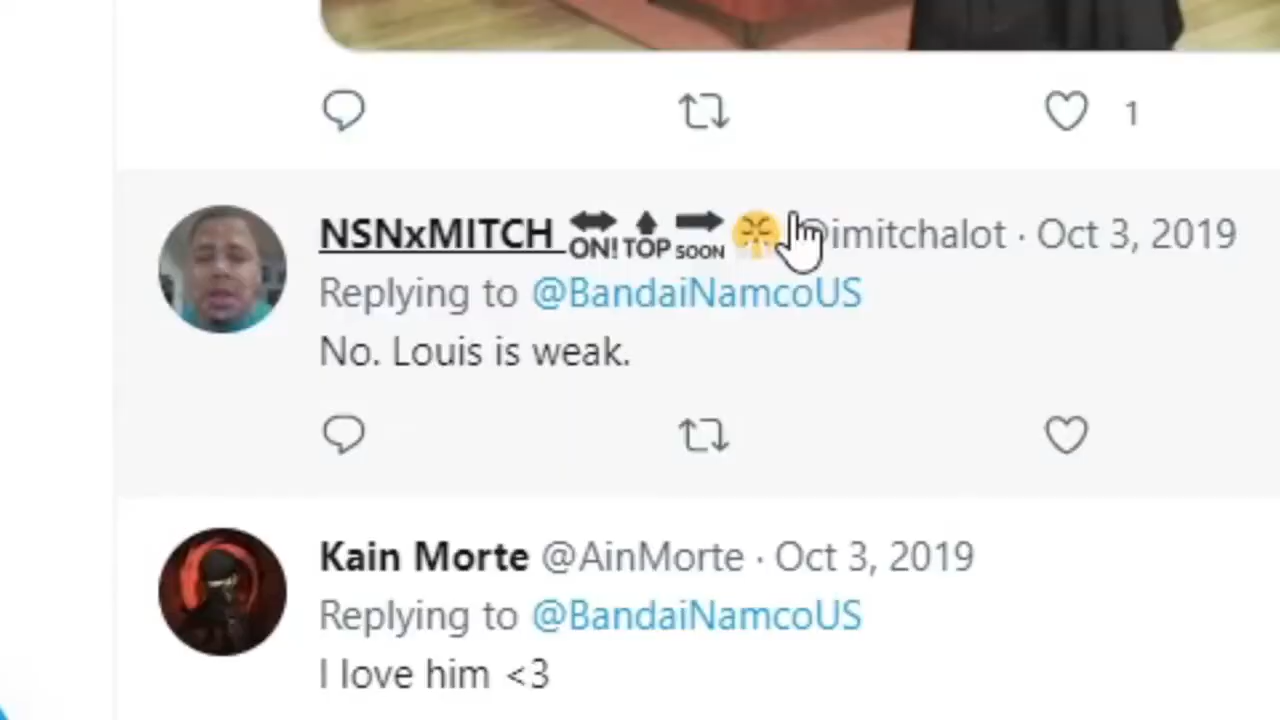 1
NSNxMITCH ON! TOP SOON @imitchalot · Oct 3, 2019
Replying to @BandaiNamcoUS
No. Louis is weak.
Kain Morte @AinMorte · Oct 3, 2019
Replying to @BandaiNamcoUS
I love him <3